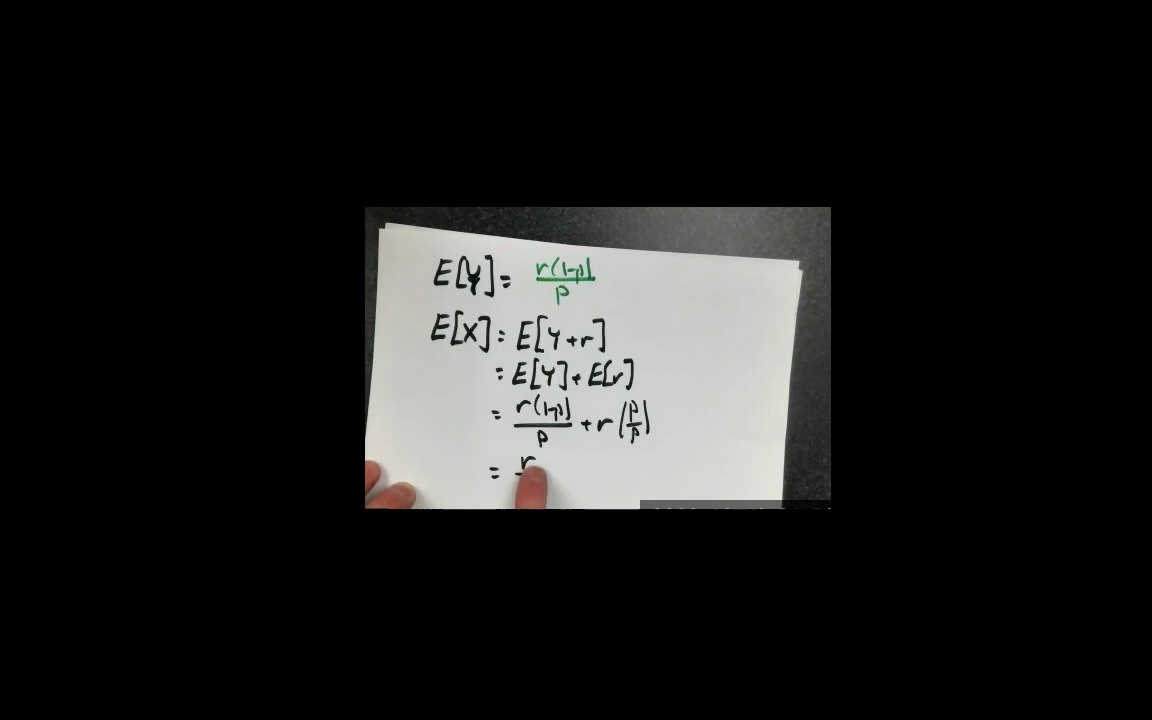 E[Y] = r(1-p)/p
E[X] = E[Y+r]
= E[Y] + E[r]
= r(1-p)/p + r(p/p)
= r